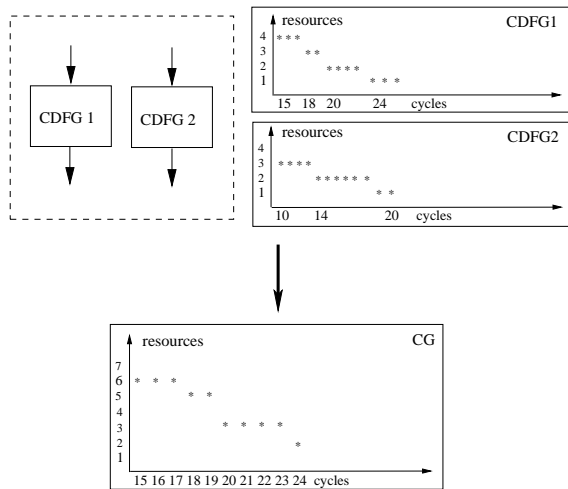 CDFG 1
CDFG 2
resources
CDFG1
4
3
2
1
15 18 20 24 cycles
resources
CDFG2
4
3
2
1
10 14 20 cycles
resources
CG
7
6
5
4
3
2
1
15 16 17 18 19 20 21 22 23 24 cycles